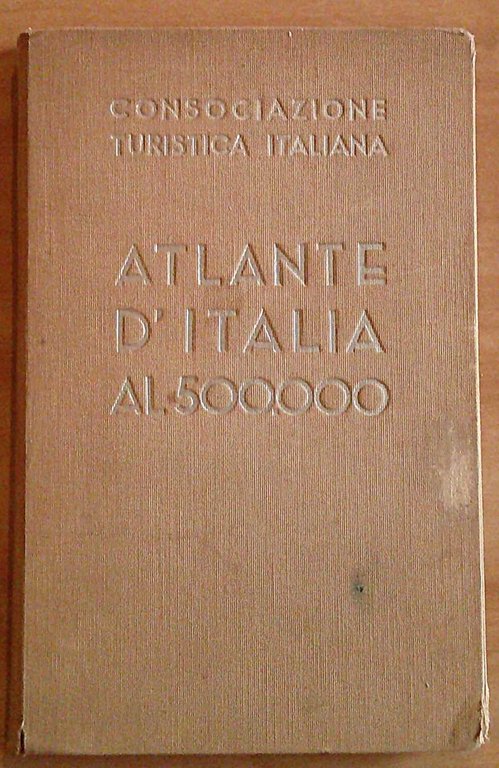 CONSOCIAZIONE
TURISTICA ITALIANA
ATLANTE
D'ITALIA
AL 500.000